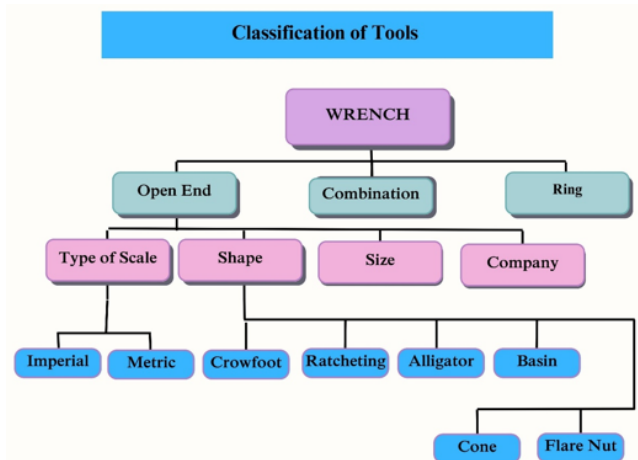 Classification of Tools
WRENCH
Open End
Combination
Ring
Type of Scale
Shape
Size
Company
Imperial
Metric
Crowfoot
Ratcheting
Alligator
Basin
Cone
Flare Nut